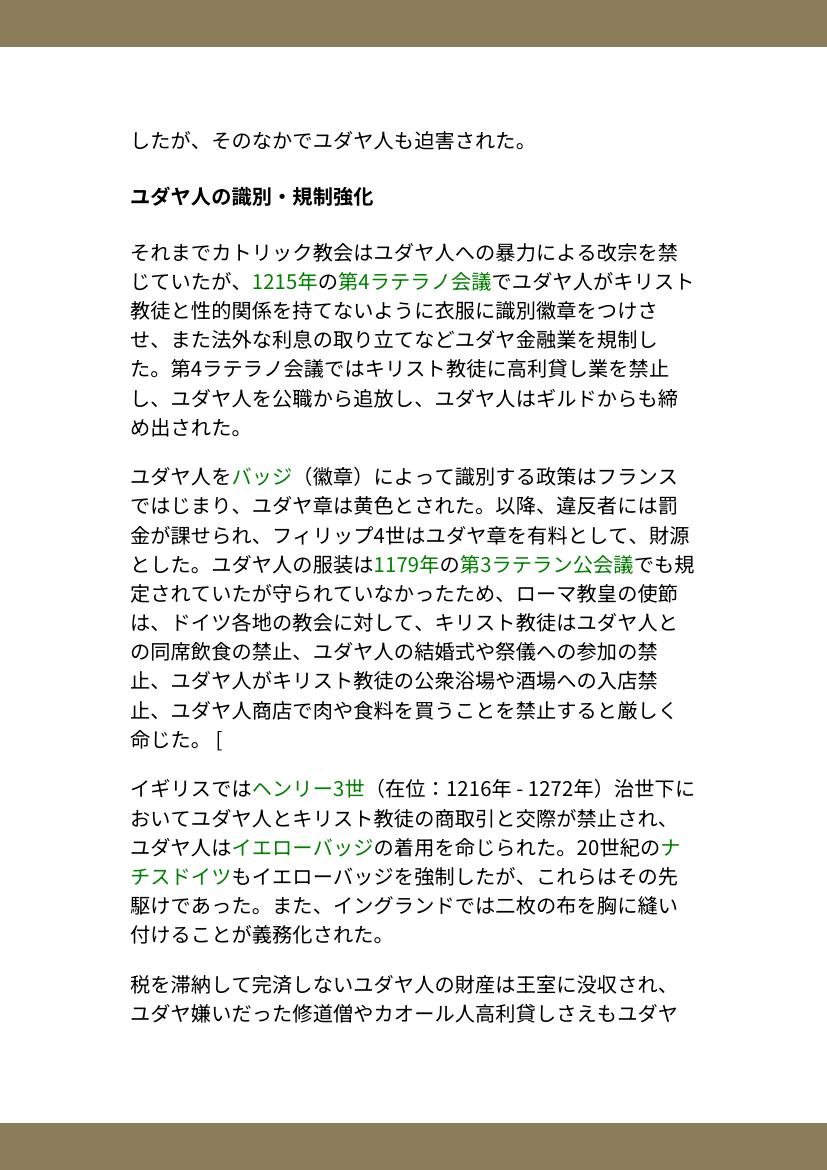 したが、そのなかでユダヤ人も迫害された。
ユダヤ人の識別・規制強化
それまでカトリック教会はユダヤ人への暴力による改宗を禁
じていたが、1215年の第4ラテラノ会議でユダヤ人がキリスト
教徒と性的関係を持てないように衣服に識別徽章をつけさ
せ、また法外な利息の取り立てなどユダヤ金融業を規制し
た。第4ラテラノ会議ではキリスト教徒に高利貸し業を禁止
し、ユダヤ人を公職から追放し、ユダヤ人はギルドからも締
め出された。
ユダヤ人をバッジ（徽章）によって識別する政策はフランス
ではじまり、ユダヤ章は黄色とされた。以降、違反者には罰
金が課せられ、フィリップ4世はユダヤ章を有料として、財源
とした。ユダヤ人の服装は1179年の第3ラテラン公会議でも規
定されていたが守られていなかったため、ローマ教皇の使節
は、ドイツ各地の教会に対して、キリスト教徒はユダヤ人と
の同席飲食の禁止、ユダヤ人の結婚式や祭儀への参加の禁
止、ユダヤ人がキリスト教徒の公衆浴場や酒場への入店禁
止、ユダヤ人商店で肉や食料を買うことを禁止すると厳しく
命じた。 [
イギリスではヘンリー3世（在位：1216年 - 1272年）治世下に
おいてユダヤ人とキリスト教徒の商取引と交際が禁止され、
ユダヤ人はイエローバッジの着用を命じられた。20世紀のナ
チスドイツもイエローバッジを強制したが、これらはその先
駆けであった。また、イングランドでは二枚の布を胸に縫い
付けることが義務化された。
税を滞納して完済しないユダヤ人の財産は王室に没収され、
ユダヤ嫌いだった修道僧やカオール人高利貸しさえもユダヤ